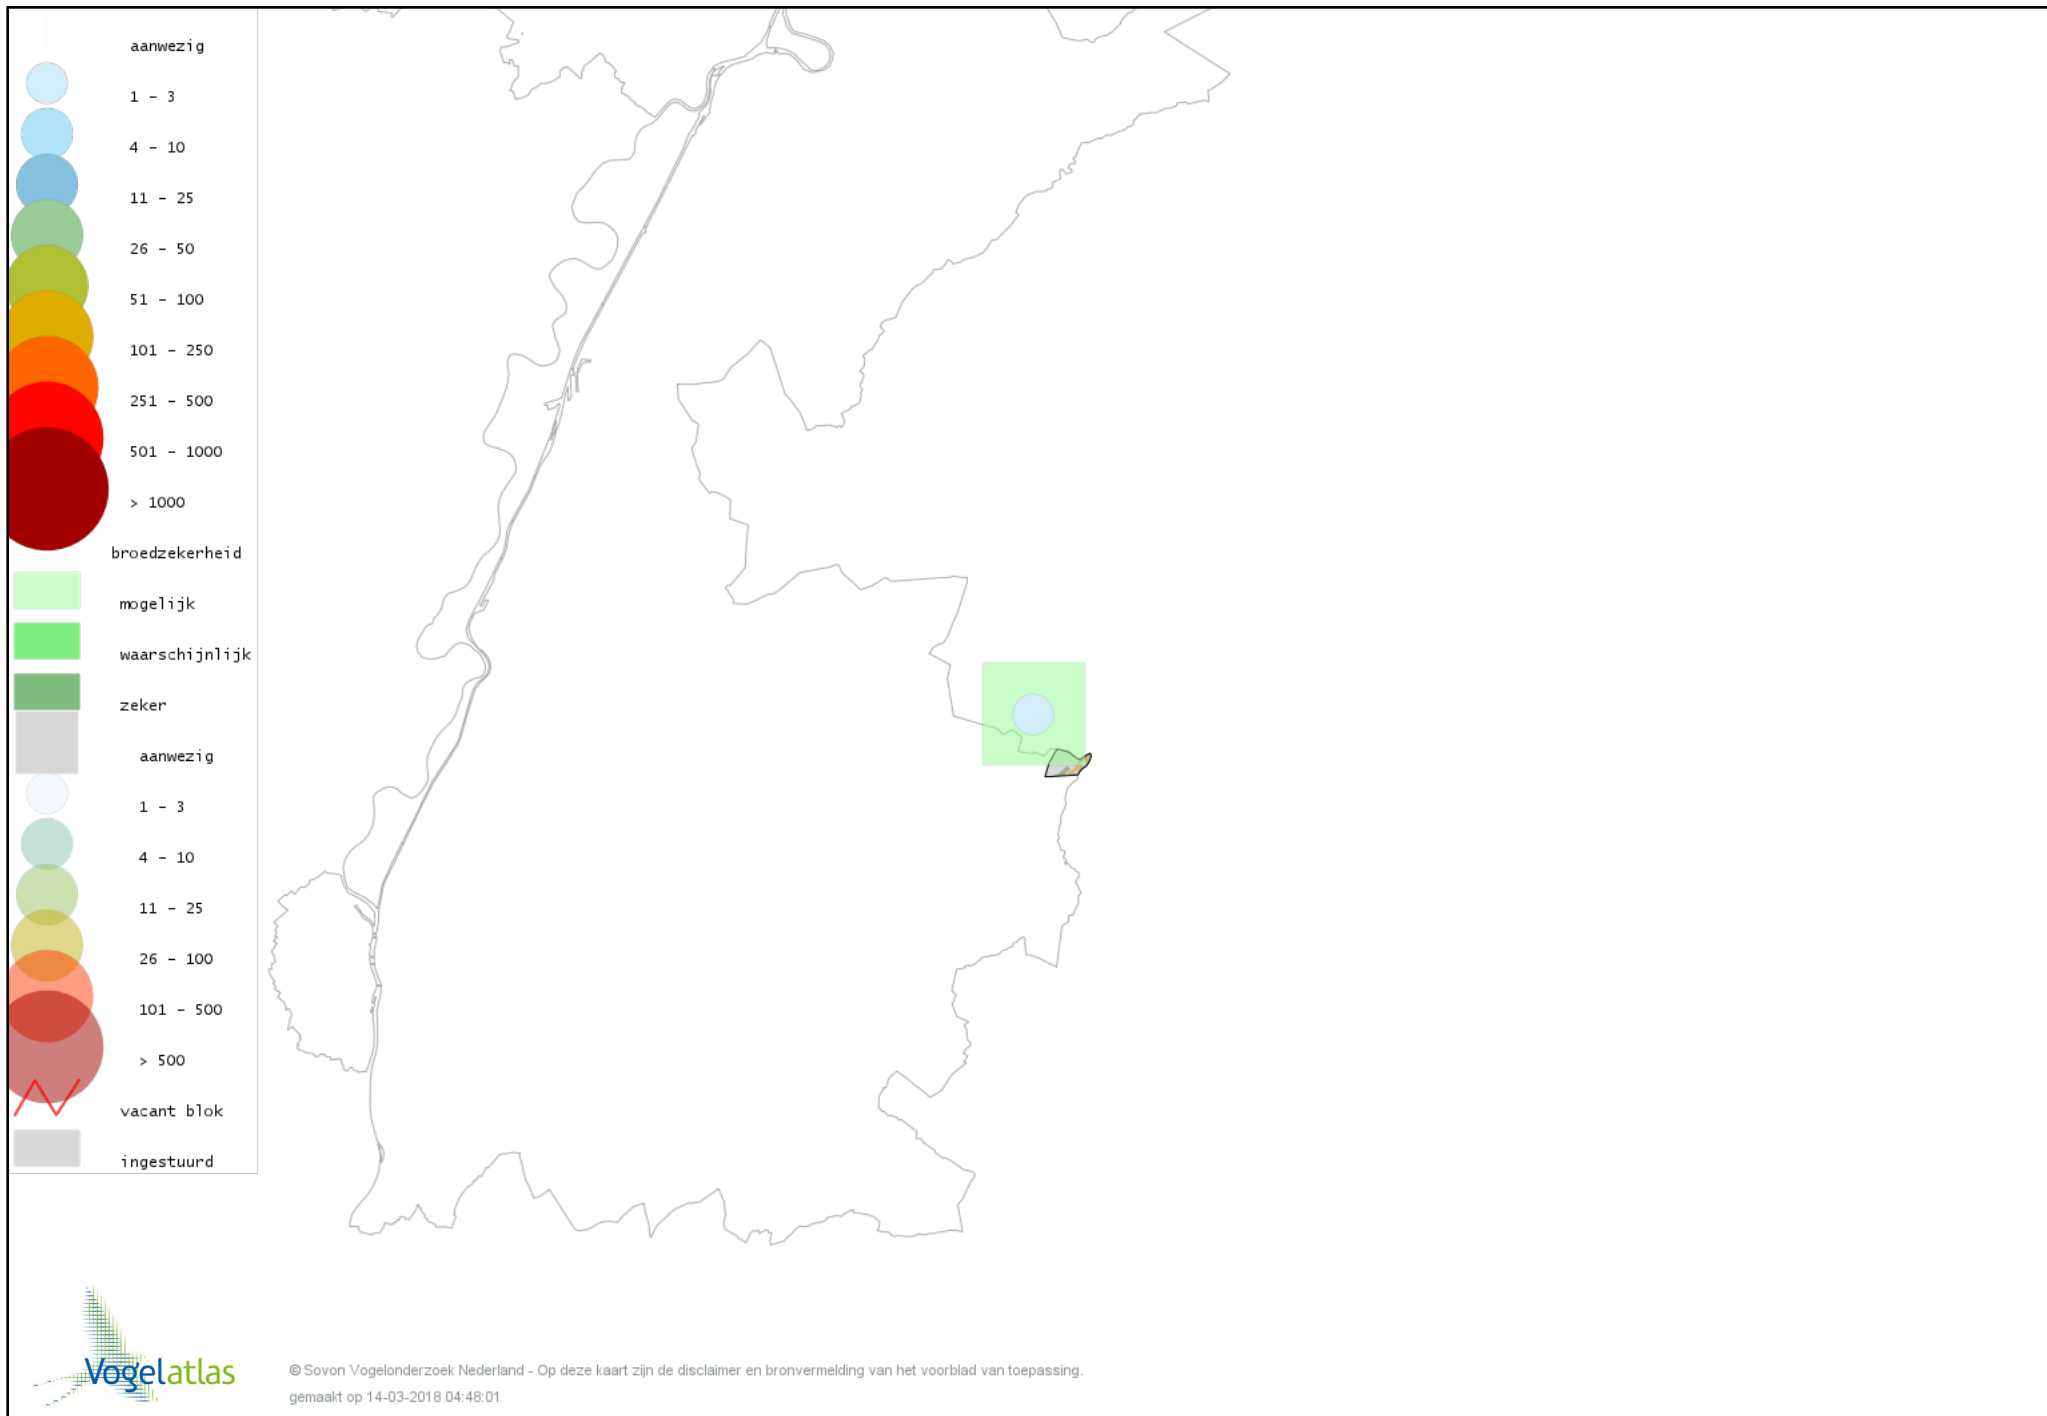 aanwezig
1 - 3
4 - 10
11 - 25
26 - 50
51 - 100
101 - 250
251 - 500
501 - 1000
> 1000
broedzekerheid
mogelijk
waarschijnlijk
zeker
aanwezig
1 - 3
4 - 10
11 - 25
26 - 100
101 - 500
> 500
vacant blok
ingestuurd
Vogelatlas
© Sovon Vogelonderzoek Nederland - Op deze kaart zijn de disclaimer en bronvermelding van het voorblad van toepassing.
gemaakt op 14-03-2018 04:48:01